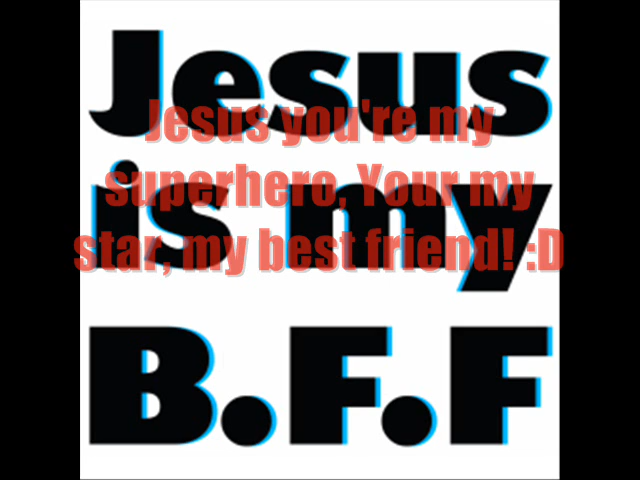 Jesus
is my
B.F.F
Jesus you're my
superhero, Your my
star, my best friend! :D